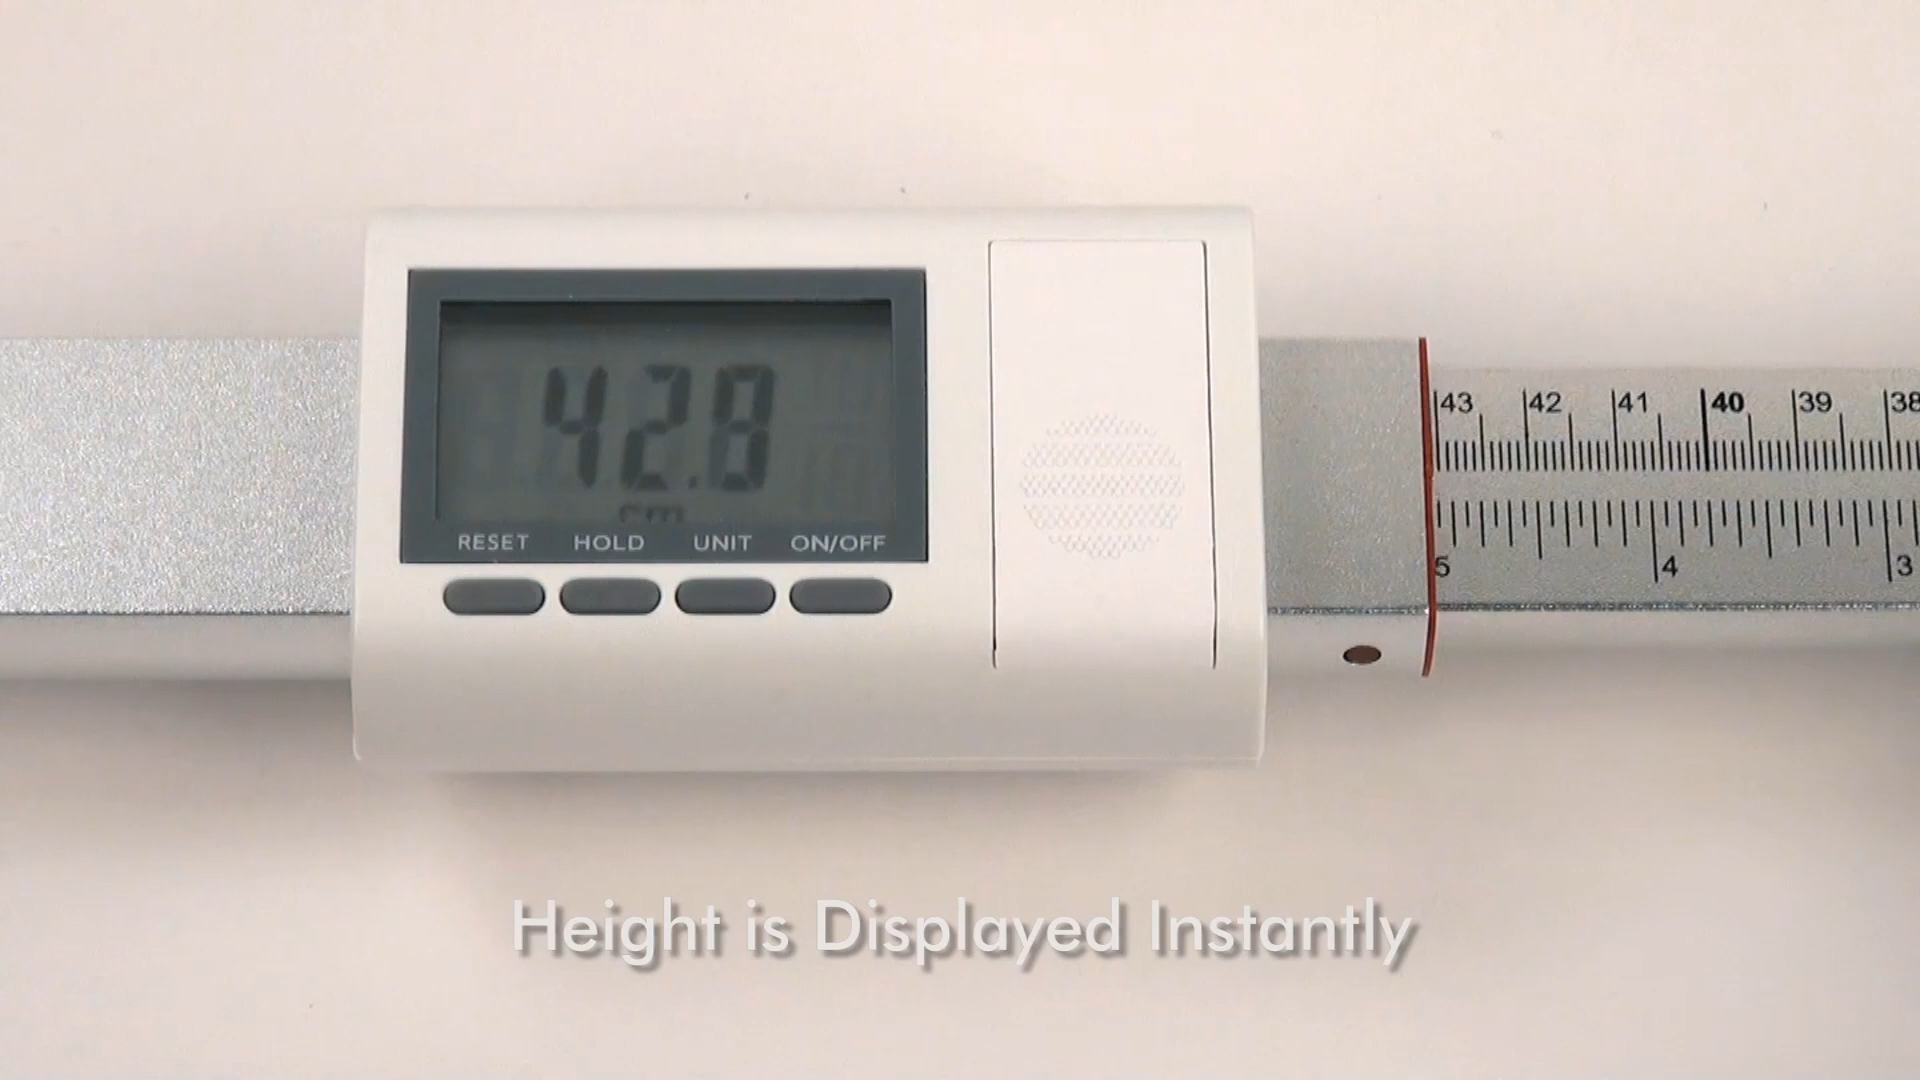 42.8
cm
RESET HOLD UNIT ON/OFF
43 42 41 40 39 38
5 4 3
Height is Displayed Instantly